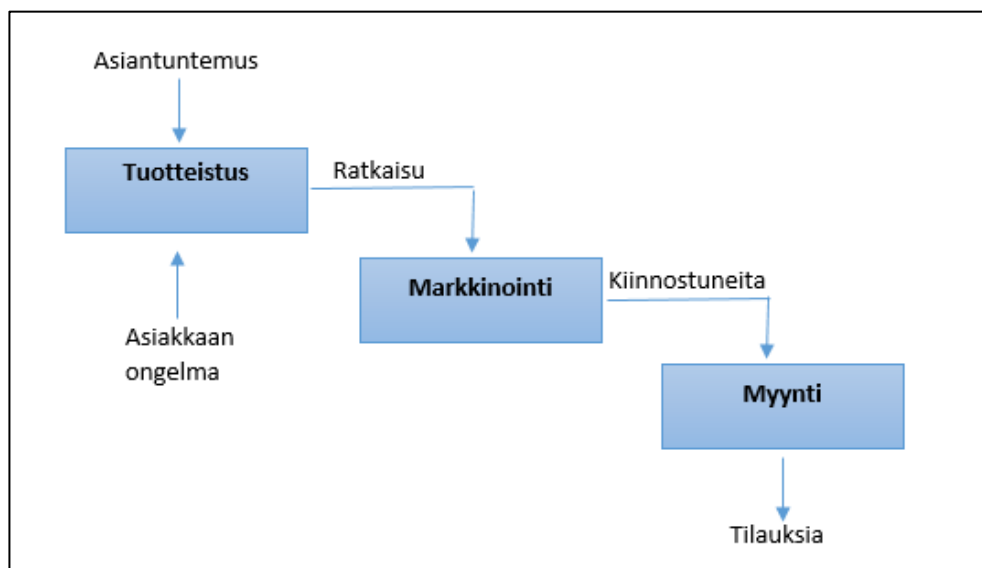 Asiantuntemus
Tuotteistus
Ratkaisu
Markkinointi
Kiinnostuneita
Asiakkaan
ongelma
Myynti
Tilauksia